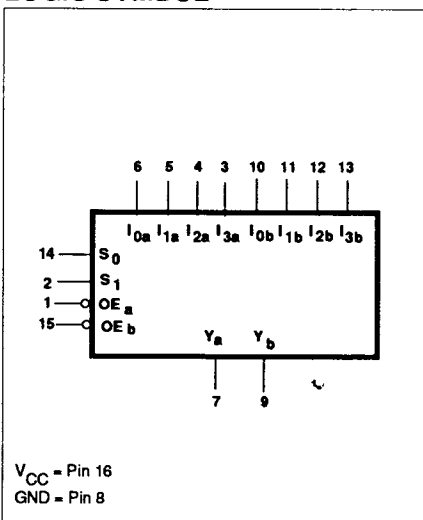 LOGIC SYMBOL
6 5 4 3 10 11 12 13
I0a I1a I2a I3a I0b I1b I2b I3b
14 S0
2 S1
1 OEa
15 OEb
Ya Yb
7 9
VCC = Pin 16
GND = Pin 8